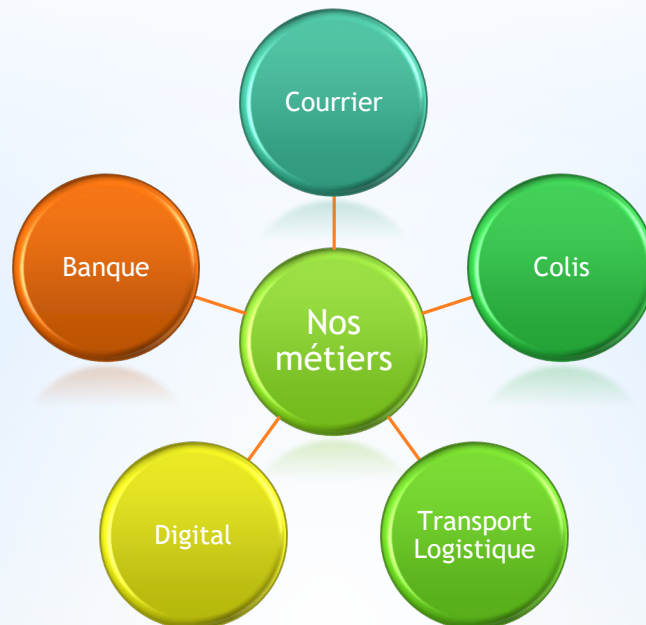 Courrier
Banque
Colis
Nos
métiers
Digital
Transport
Logistique